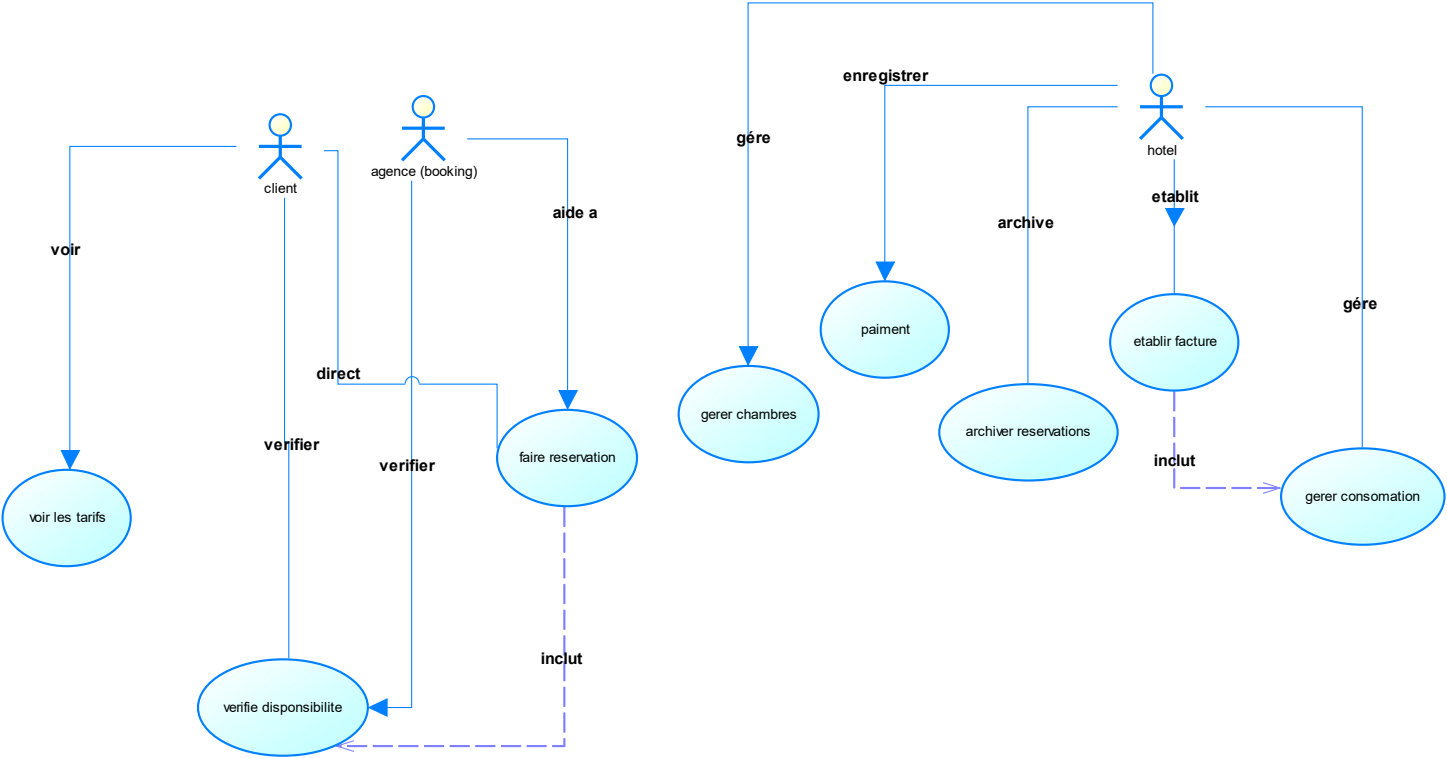 enregistrer
gére
hotel
agence (booking)
client
etablit
aide a
archive
voir
gére
paiment
etablir facture
direct
gerer chambres
archiver reservations
verifier
faire reservation
verifier
inclut
gerer consomation
voir les tarifs
inclut
verifie disponsibilite